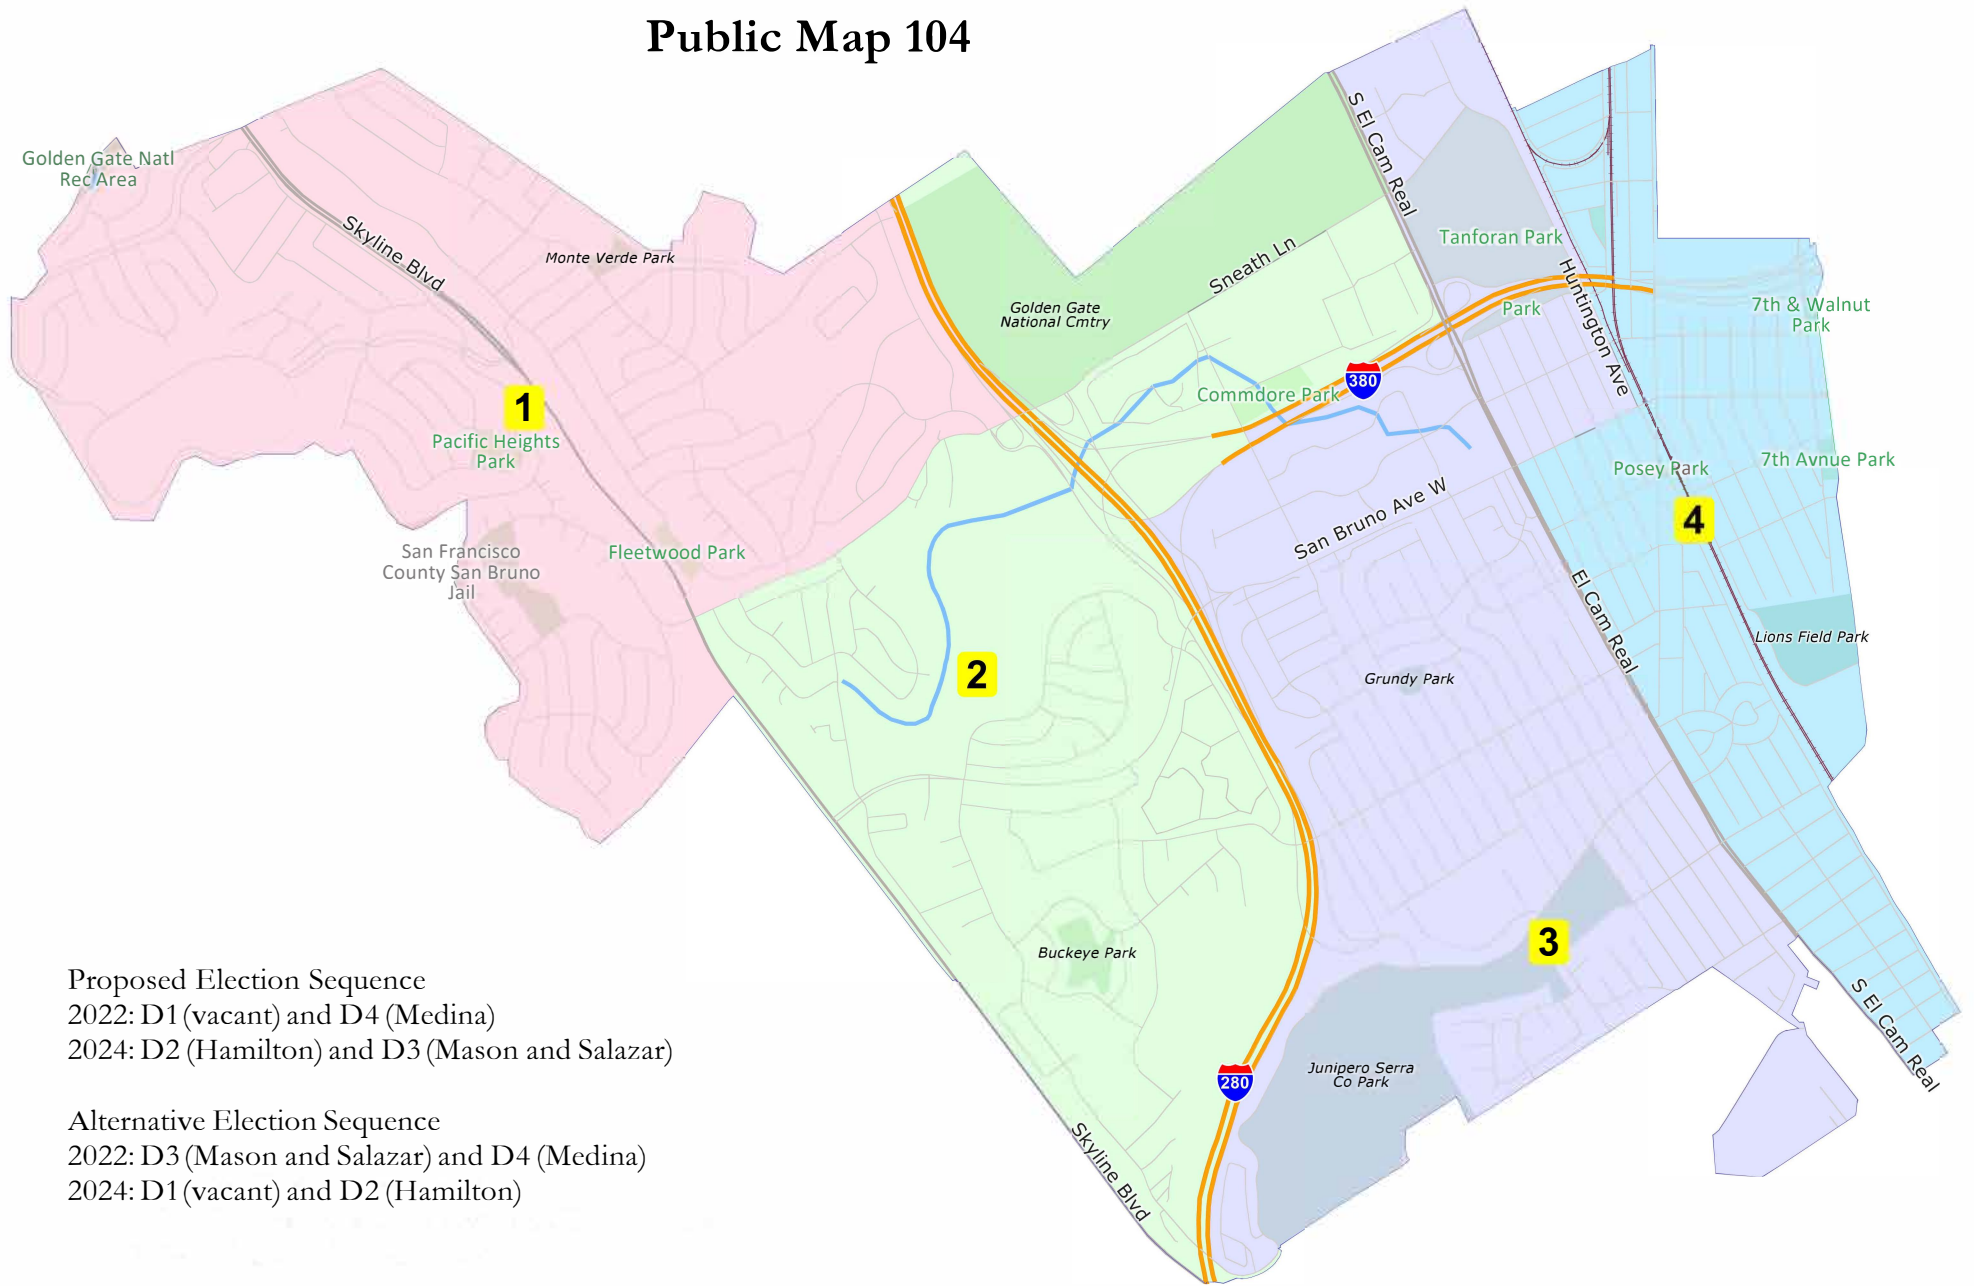 Public Map 104
Golden Gate Natl
Rec Area
Skyline Blvd
Monte Verde Park
S El Cam Real
Tanforan Park
Sneath Ln
Golden Gate
National Cmtry
Huntington Ave
Park
7th & Walnut
Park
1
Pacific Heights
Park
Commdore Park
380
Posey Park
7th Avnue Park
San Bruno Ave W
4
San Francisco
County San Bruno
Jail
Fleetwood Park
El Cam Real
Lions Field Park
2
Grundy Park
3
Buckeye Park
S El Cam Real
Junipero Serra
Co Park
280
Skyline Blvd
Proposed Election Sequence
2022: D1 (vacant) and D4 (Medina)
2024: D2 (Hamilton) and D3 (Mason and Salazar)
Alternative Election Sequence
2022: D3 (Mason and Salazar) and D4 (Medina)
2024: D1 (vacant) and D2 (Hamilton)